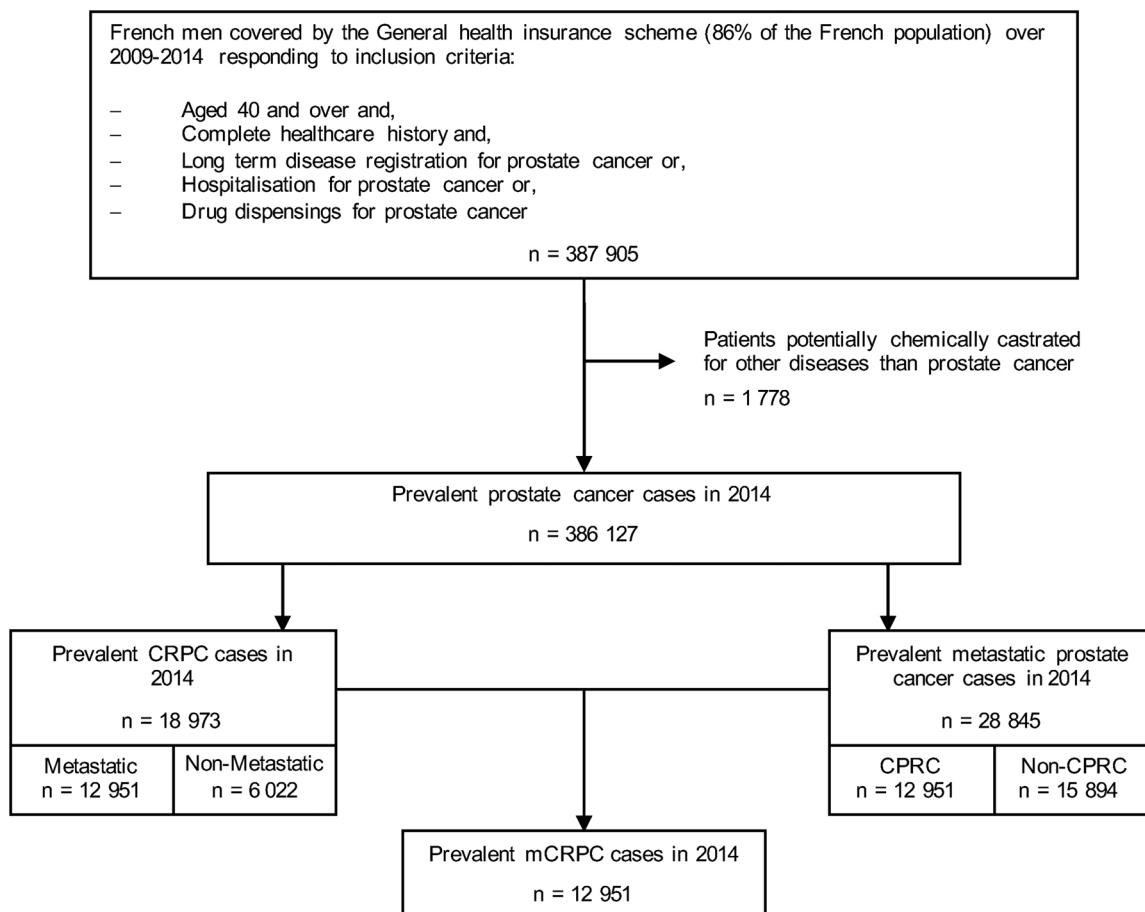 French men covered by the General health insurance scheme (86% of the French population) over
2009-2014 responding to inclusion criteria:
– Aged 40 and over and,
– Complete healthcare history and,
– Long term disease registration for prostate cancer or,
– Hospitalisation for prostate cancer or,
– Drug dispensings for prostate cancer
n = 387 905
Patients potentially chemically castrated
for other diseases than prostate cancer
n = 1 778
Prevalent prostate cancer cases in 2014
n = 386 127
Prevalent CRPC cases in
2014
n = 18 973
Metastatic
n = 12 951
Non-Metastatic
n = 6 022
Prevalent metastatic prostate
cancer cases in 2014
n = 28 845
CPRC
n = 12 951
Non-CPRC
n = 15 894
Prevalent mCRPC cases in 2014
n = 12 951